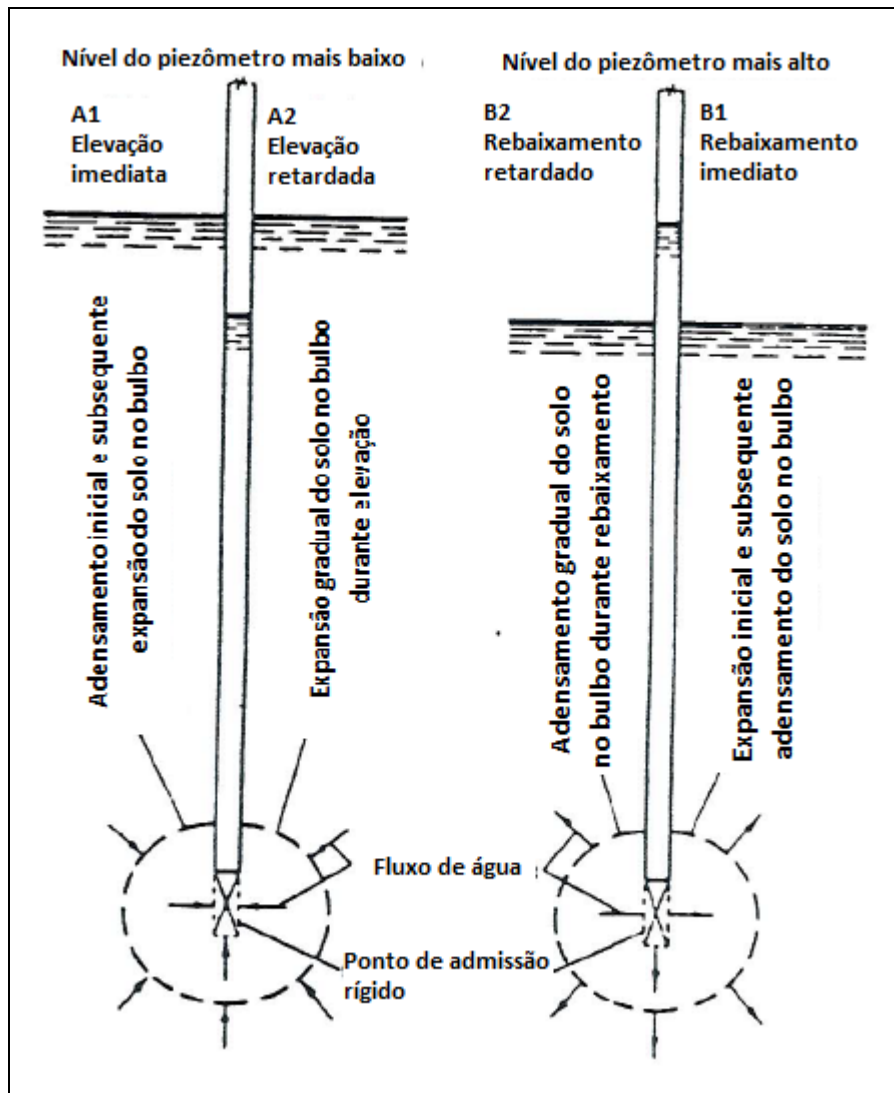 Nível do piezômetro mais baixo
A1
Elevação
imediata
A2
Elevação
retardada
Adensamento inicial e subsequente
expansão do solo no bulbo
Expansão gradual do solo no bulbo
durante elevação
Nível do piezômetro mais alto
B2
Rebaixamento
retardado
B1
Rebaixamento
imediato
Adensamento gradual do solo
no bulbo durante rebaixamento
Expansão inicial e subsequente
adensamento do solo no bulbo
Fluxo de água
Ponto de admissão
rígido